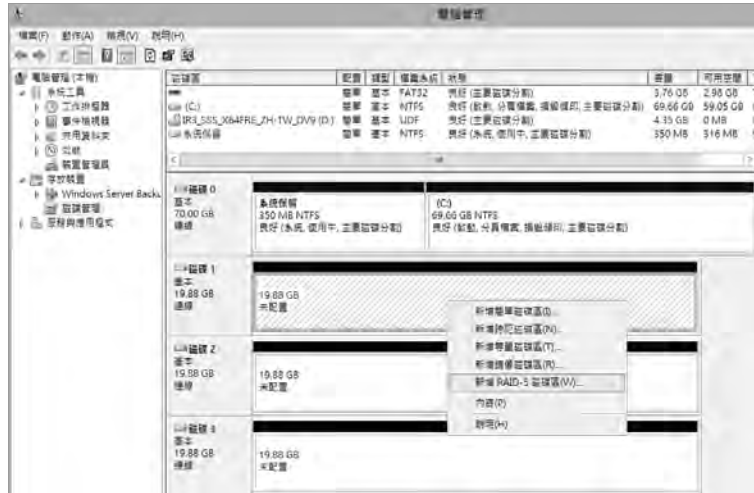 電腦管理
檔案(F) 動作(A) 檢視(V) 說明(H)
電腦管理 (本機)
系統工具
工作排程器
事件檢視器
共用資料夾
效能
裝置管理員
存放裝置
Windows Server Backu
磁碟管理
服務與應用程式
磁碟區 配置 類型 檔案系統 狀態 容量 可用空間
簡單 基本 FAT32 良好 (主要磁碟分割) 3.76 GB 2.98 GB
(C:) 簡單 基本 NTFS 良好 (啟動, 分頁檔案, 損毀傾印, 主要磁碟分割) 69.66 GB 59.05 GB
IR3_SSS_X64FRE_ZH-TW_DV9 (D:) 簡單 基本 UDF 良好 (主要磁碟分割) 4.35 GB 0 MB
系統保留 簡單 基本 NTFS 良好 (系統, 使用中, 主要磁碟分割) 350 MB 316 MB
磁碟 0
基本
70.00 GB
連線
系統保留
350 MB NTFS
良好 (系統, 使用中, 主要磁碟分割)
(C:)
69.66 GB NTFS
良好 (啟動, 分頁檔案, 損毀傾印, 主要磁碟分割)
磁碟 1
基本
19.88 GB
連線
19.88 GB
未配置
新增簡單磁碟區(I)...
新增跨距磁碟區(N)...
新增等量磁碟區(T)...
新增鏡像磁碟區(R)...
新增 RAID-5 磁碟區(W)...
內容(P)
說明(H)
磁碟 2
基本
19.88 GB
連線
19.88 GB
未配置
磁碟 3
基本
19.88 GB
連線
19.88 GB
未配置